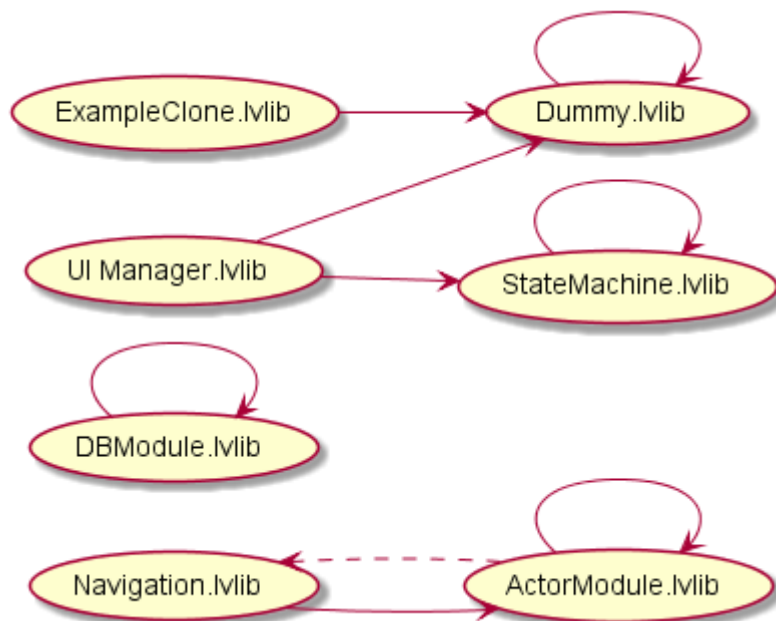 ExampleClone.lvlib
Dummy.lvlib
UI Manager.lvlib
StateMachine.lvlib
DBModule.lvlib
Navigation.lvlib
ActorModule.lvlib